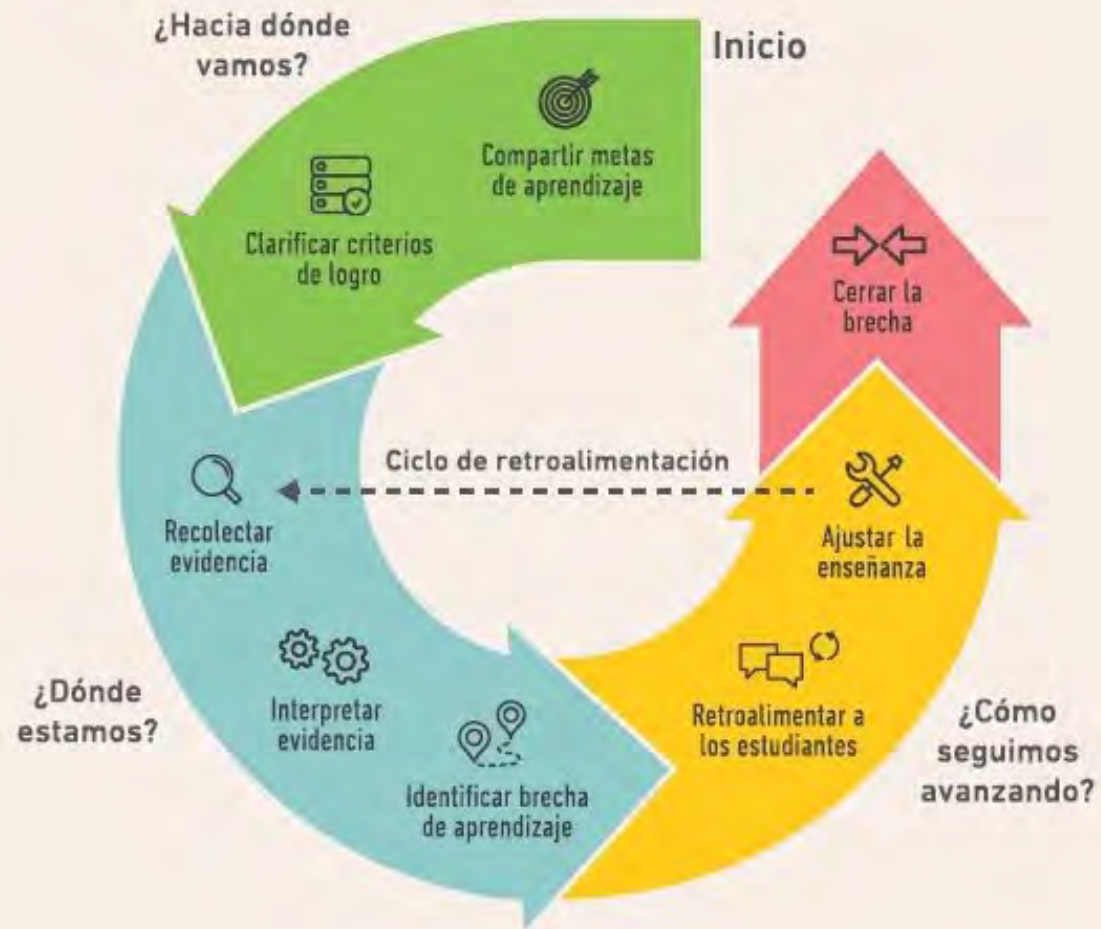 Inicio
¿Hacia dónde
vamos?
Compartir metas
de aprendizaje
Clarificar criterios
de logro
Recolectar
evidencia
Interpretar
evidencia
Identificar brecha
de aprendizaje
¿Dónde
estamos?
Ciclo de retroalimentación
Retroalimentar a
los estudiantes
Ajustar la
enseñanza
¿Cómo
seguimos
avanzando?
Cerrar la
brecha